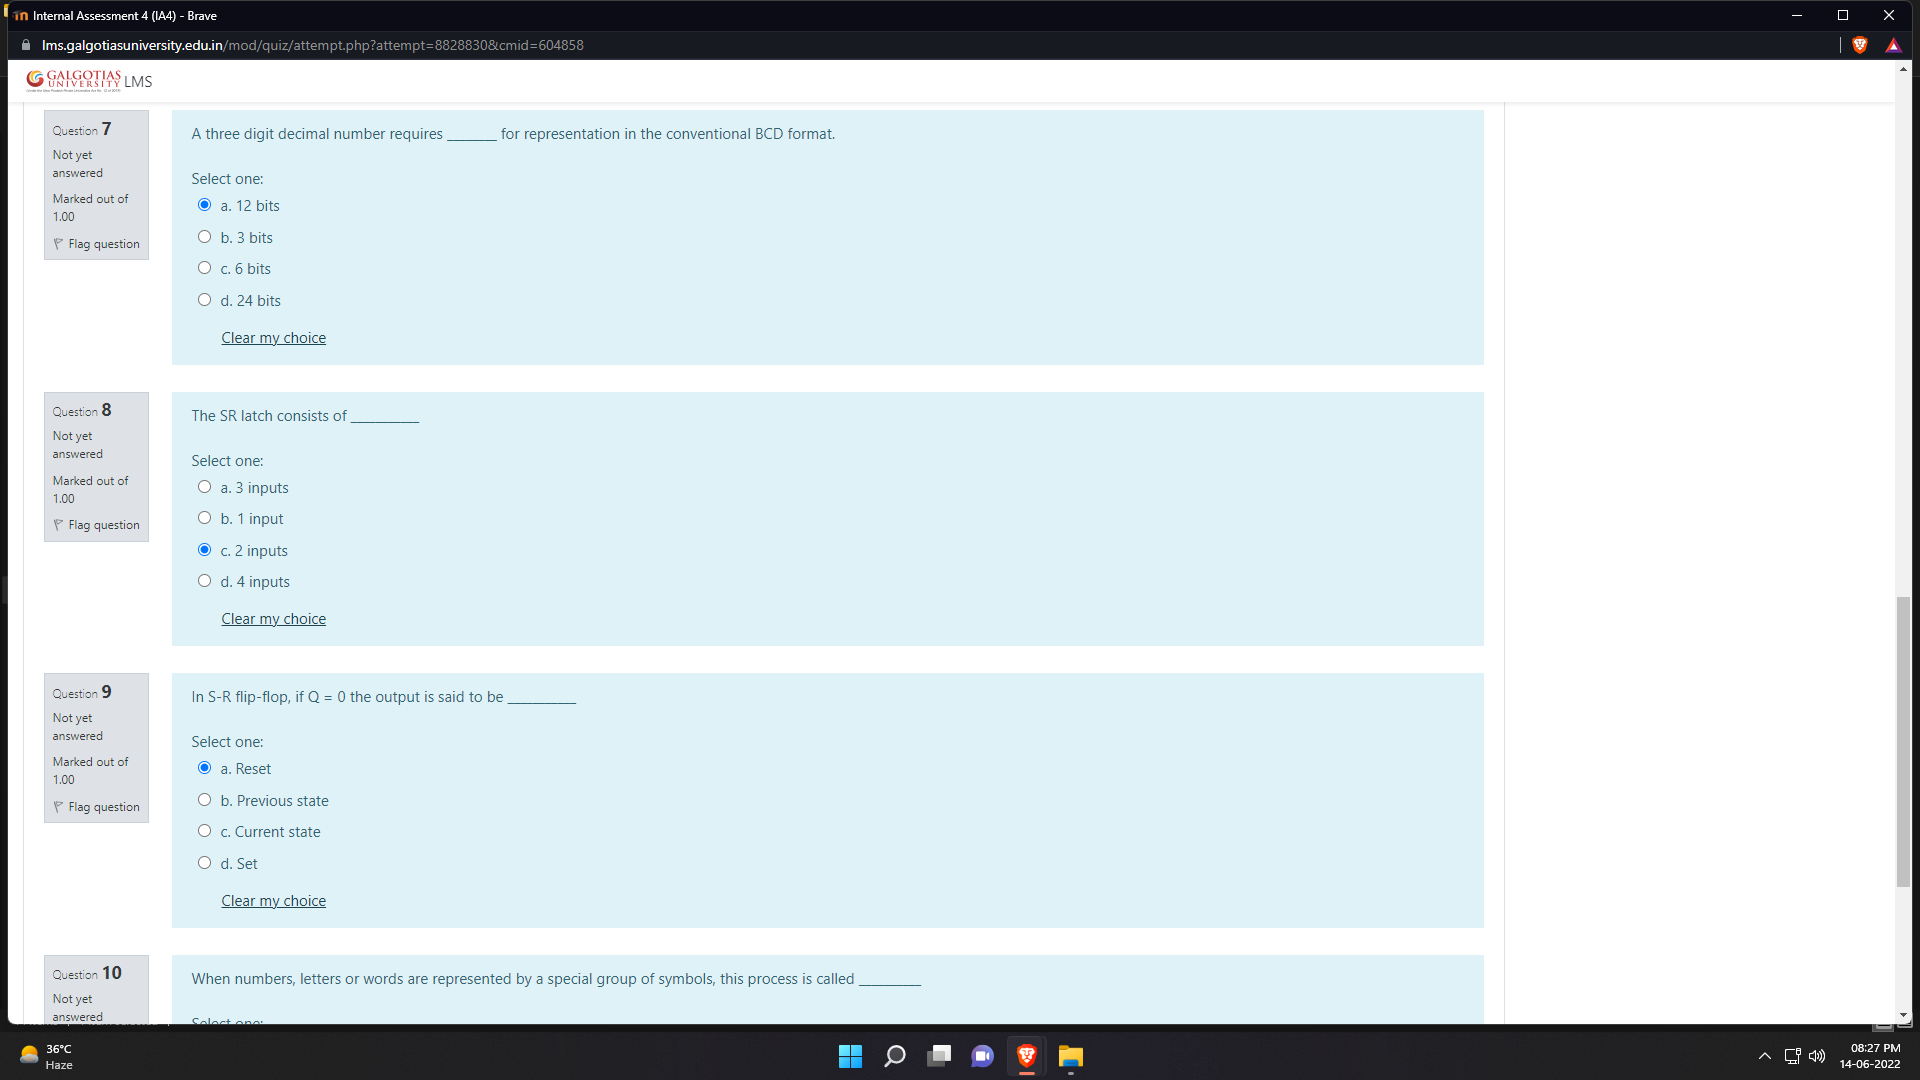 Internal Assessment 4 (IA4) - Brave
lms.galgotiasuniversity.edu.in/mod/quiz/attempt.php?attempt=8828830&cmid=604858
GALGOTIAS
UNIVERSITY LMS
Question 7
Not yet
answered
Marked out of
1.00
Flag question
A three digit decimal number requires _______ for representation in the conventional BCD format.
Select one:
a. 12 bits
b. 3 bits
c. 6 bits
d. 24 bits
Clear my choice
Question 8
Not yet
answered
Marked out of
1.00
Flag question
The SR latch consists of __________
Select one:
a. 3 inputs
b. 1 input
c. 2 inputs
d. 4 inputs
Clear my choice
Question 9
Not yet
answered
Marked out of
1.00
Flag question
In S-R flip-flop, if Q = 0 the output is said to be __________
Select one:
a. Reset
b. Previous state
c. Current state
d. Set
Clear my choice
Question 10
Not yet
answered
When numbers, letters or words are represented by a special group of symbols, this process is called _________
Select one:
36°C
Haze
08:27 PM
14-06-2022